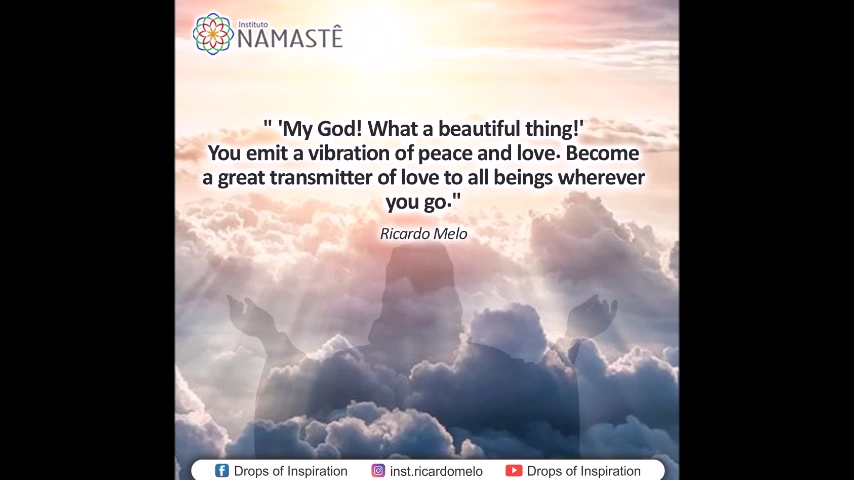 Instituto
NAMASTÊ
" 'My God! What a beautiful thing!'
You emit a vibration of peace and love. Become
a great transmitter of love to all beings wherever
you go."
Ricardo Melo
Drops of Inspiration inst.ricardomelo Drops of Inspiration